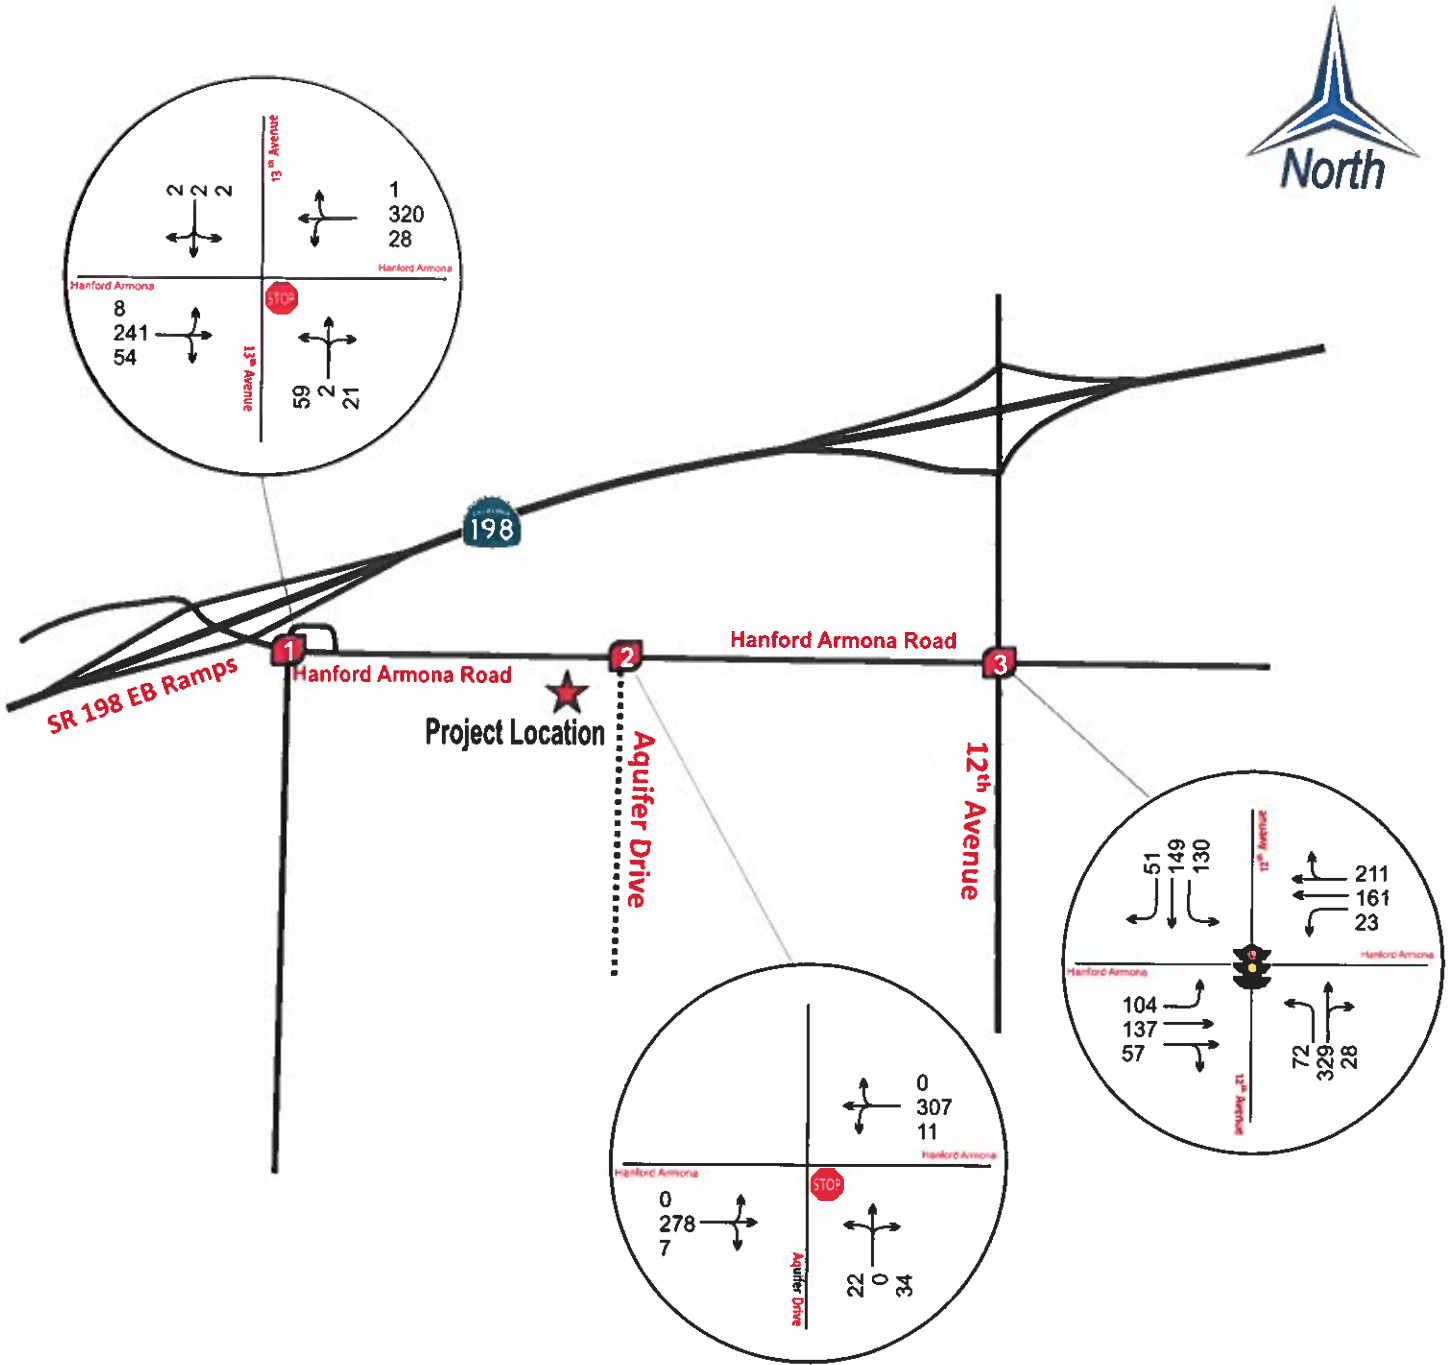 North
13th Avenue
2 2 2
1
320
28
Hanford Armona
Hanford Armona
STOP
8
241
54
13th Avenue
59 2 21
198
1
2
3
Hanford Armona Road
Hanford Armona Road
SR 198 EB Ramps
Project Location
Aquifer Drive
12th Avenue
12th Avenue
51 149 130
211
161
23
Hanford Armona
Hanford Armona
104
137
57
72 329 28
12th Avenue
0
307
11
Hanford Armona
Hanford Armona
STOP
0
278
7
Aquifer Drive
22 0 34